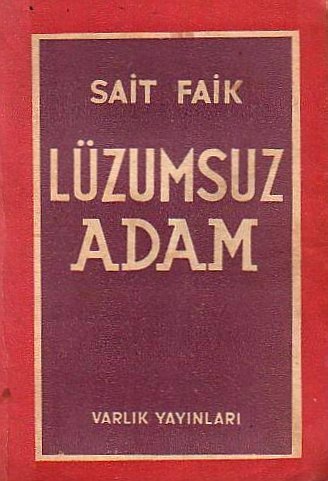 SAİT FAİK
LÜZUMSUZ
ADAM
VARLIK YAYINLARI